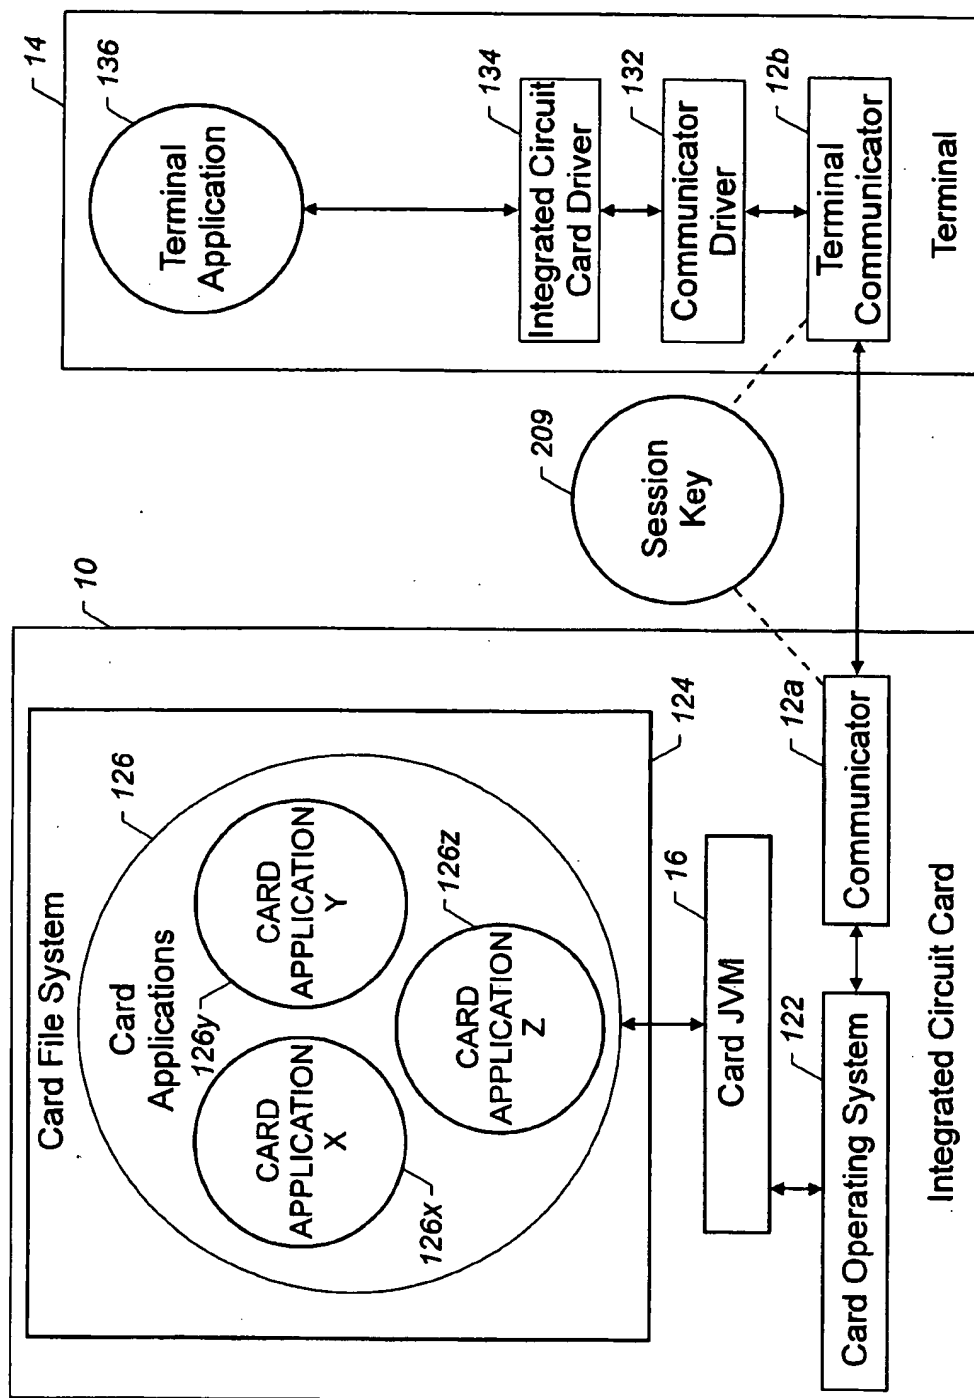 Card File System
126
Card
Applications
126y
CARD
APPLICATION
X
CARD
APPLICATION
Y
126x
CARD
APPLICATION
Z
126z
124
10
Card JVM
16
Card Operating System
122
Communicator
12a
Integrated Circuit Card
Session
Key
209
14
Terminal
Application
136
Integrated Circuit
Card Driver
134
Communicator
Driver
132
Terminal
Communicator
12b
Terminal